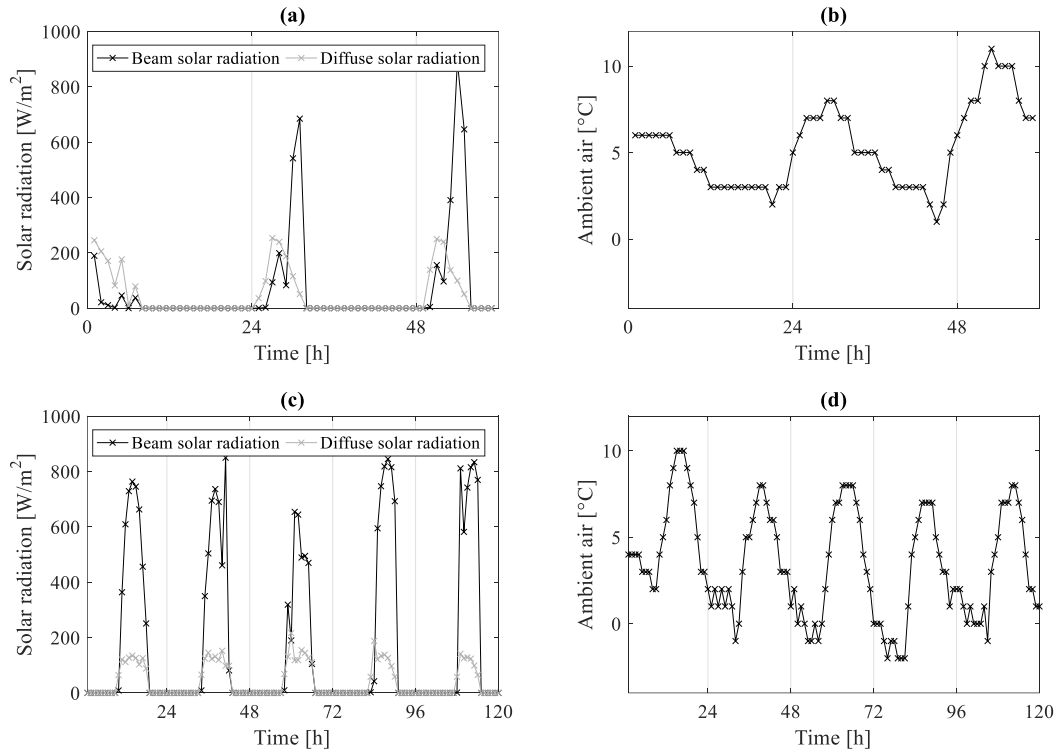 (a)
1000
800
600
400
200
0
Solar radiation [W/m²]
Beam solar radiation
Diffuse solar radiation
0 24 48
Time [h]
(b)
10
5
0
Ambient air [°C]
0 24 48
Time [h]
(c)
1000
800
600
400
200
0
Solar radiation [W/m²]
Beam solar radiation
Diffuse solar radiation
24 48 72 96 120
Time [h]
(d)
10
5
0
Ambient air [°C]
24 48 72 96 120
Time [h]